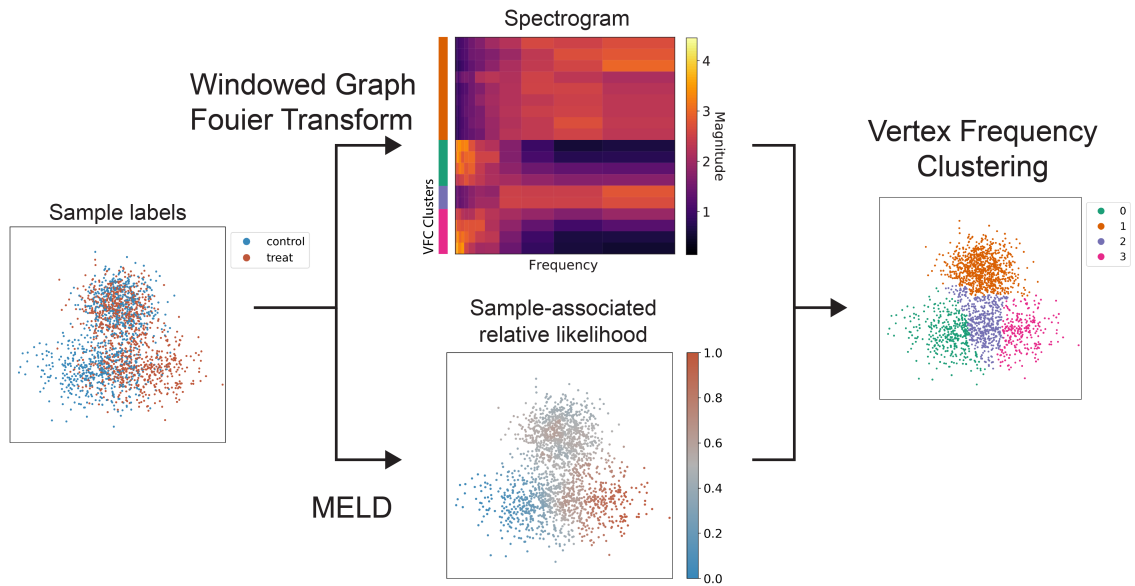 Sample labels
control
treat
Windowed Graph
Fouier Transform
MELD
Spectrogram
VFC Clusters
Frequency
4
3
2
1
Magnitude
Sample-associated
relative likelihood
1.0
0.8
0.6
0.4
0.2
0.0
Vertex Frequency
Clustering
0
1
2
3